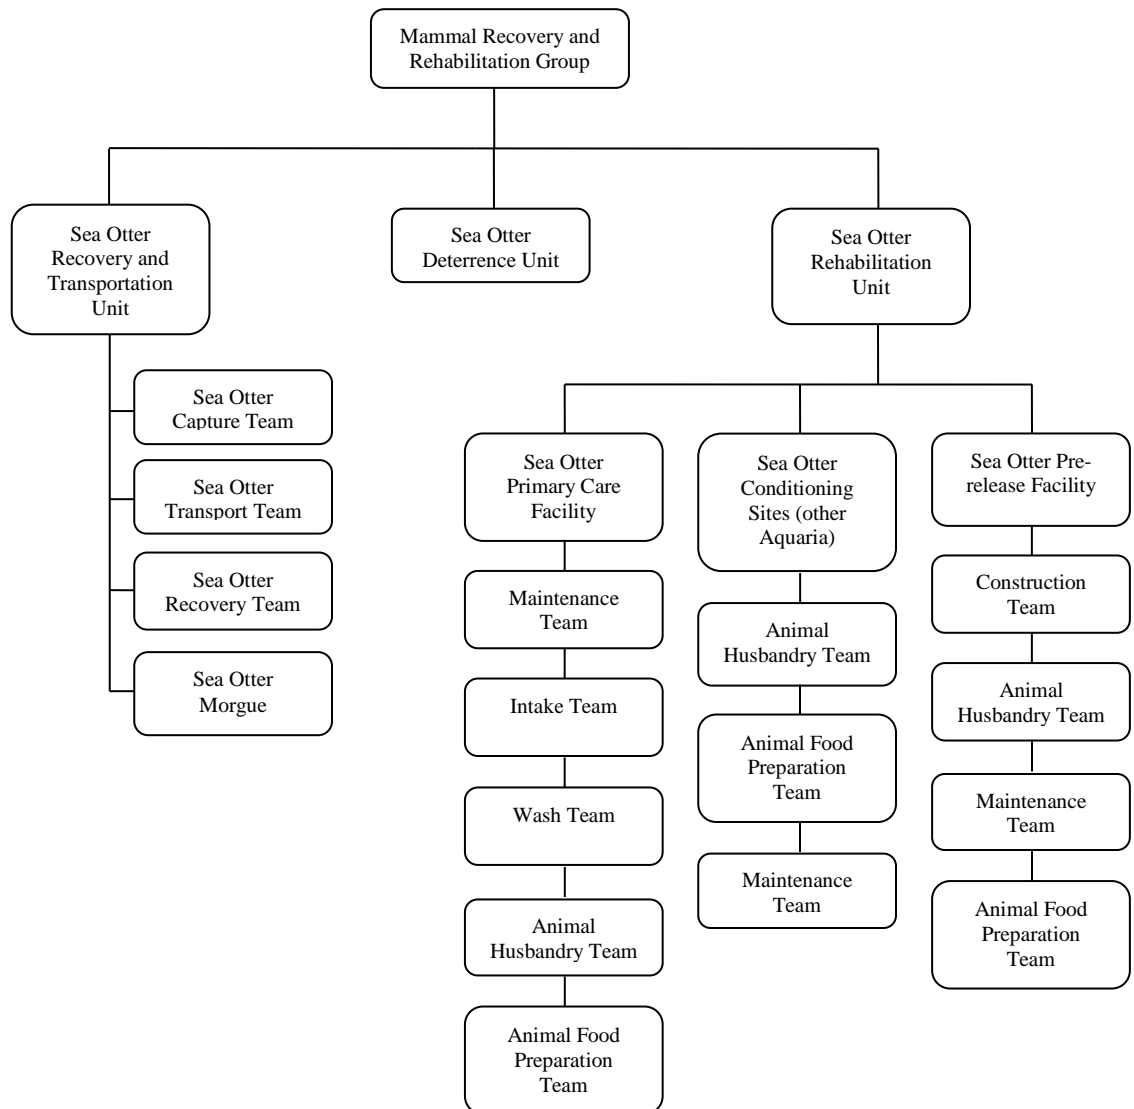 Mammal Recovery and
Rehabilitation Group
Sea Otter
Recovery and
Transportation
Unit
Sea Otter
Deterrence Unit
Sea Otter
Rehabilitation
Unit
Sea Otter
Capture Team
Sea Otter
Transport Team
Sea Otter
Recovery Team
Sea Otter
Morgue
Sea Otter
Primary Care
Facility
Maintenance
Team
Intake Team
Wash Team
Animal
Husbandry Team
Animal Food
Preparation
Team
Sea Otter
Conditioning
Sites (other
Aquaria)
Animal
Husbandry Team
Animal Food
Preparation
Team
Maintenance
Team
Sea Otter Pre-
release Facility
Construction
Team
Animal
Husbandry Team
Maintenance
Team
Animal Food
Preparation
Team